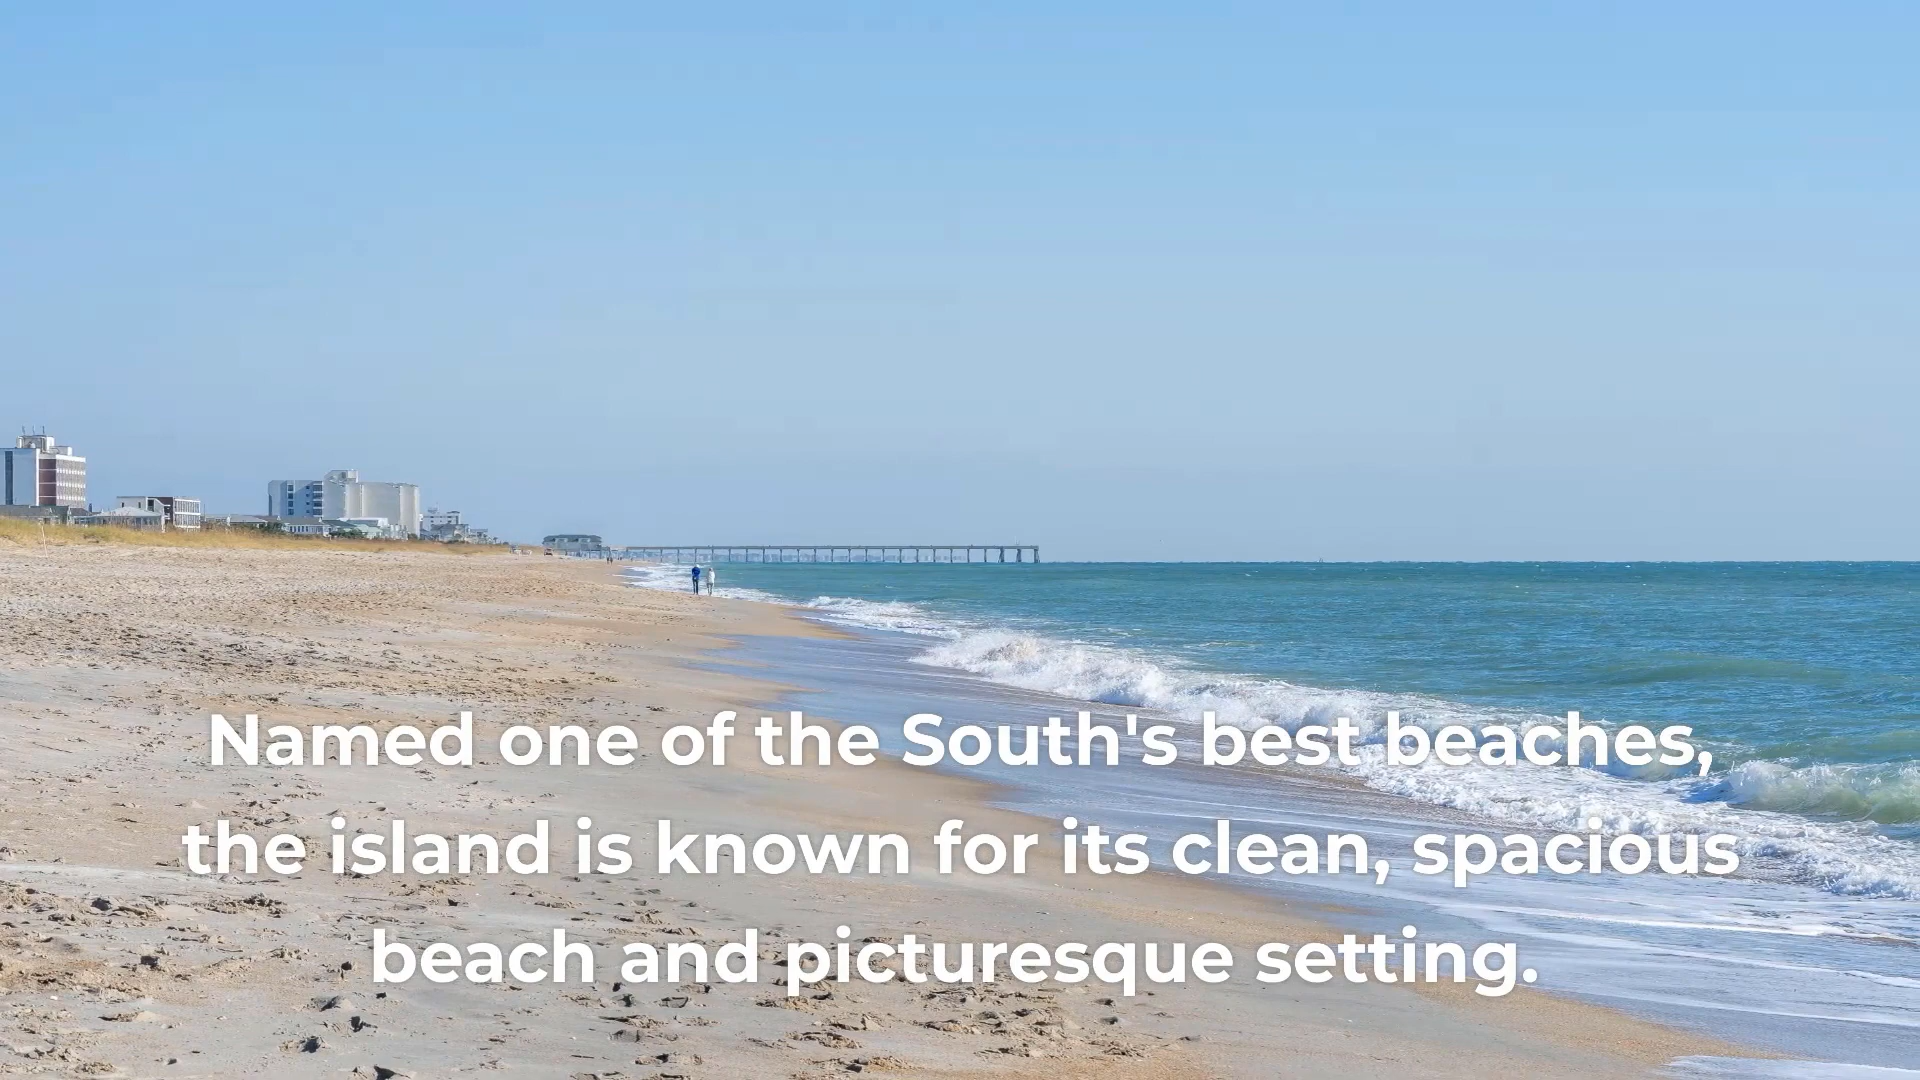 Named one of the South's best beaches,
the island is known for its clean, spacious
beach and picturesque setting.